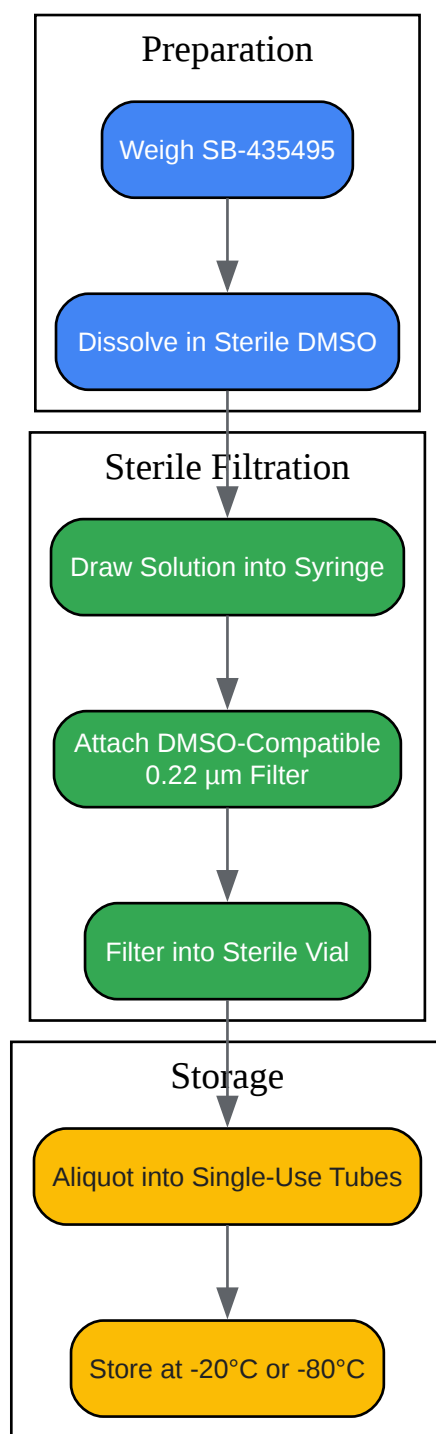 Preparation
Weigh SB-435495
Dissolve in Sterile DMSO
Sterile Filtration
Draw Solution into Syringe
Attach DMSO-Compatible
0.22 µm Filter
Filter into Sterile Vial
Storage
Aliquot into Single-Use Tubes
Store at -20°C or -80°C